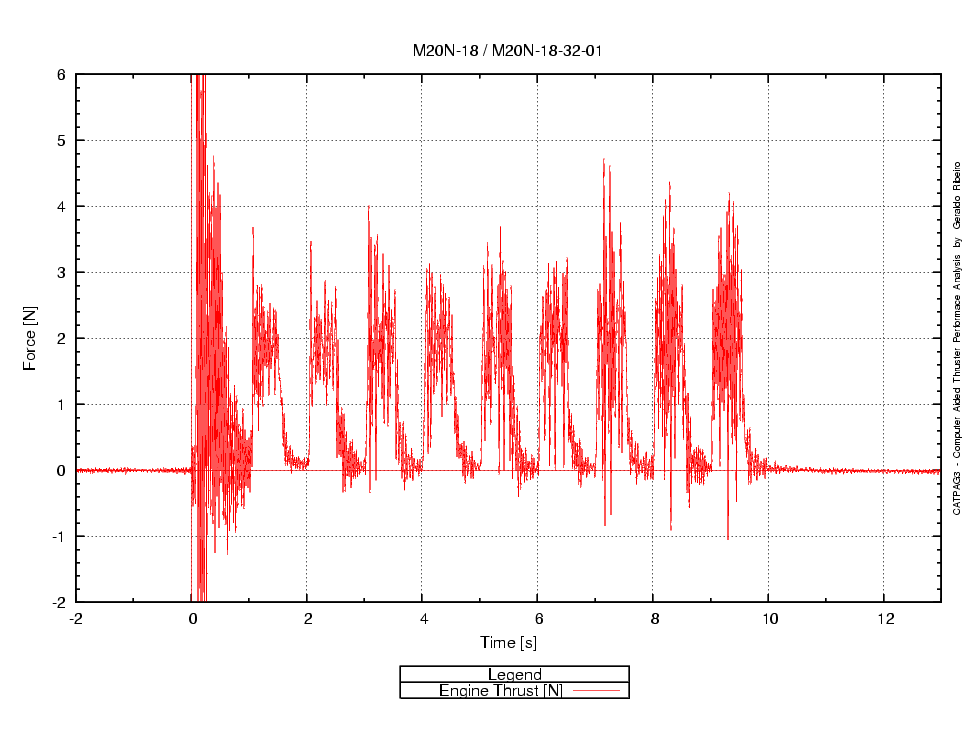 M20N-18 / M20N-18-32-01
6
5
4
3
2
1
0
-1
-2
Force [N]
-2 0 2 4 6 8 10 12
Time [s]
Legend
Engine Thrust [N]
CATPAG3 - Computer Aided Thruster Performace Analysis by Geraldo Ribeiro